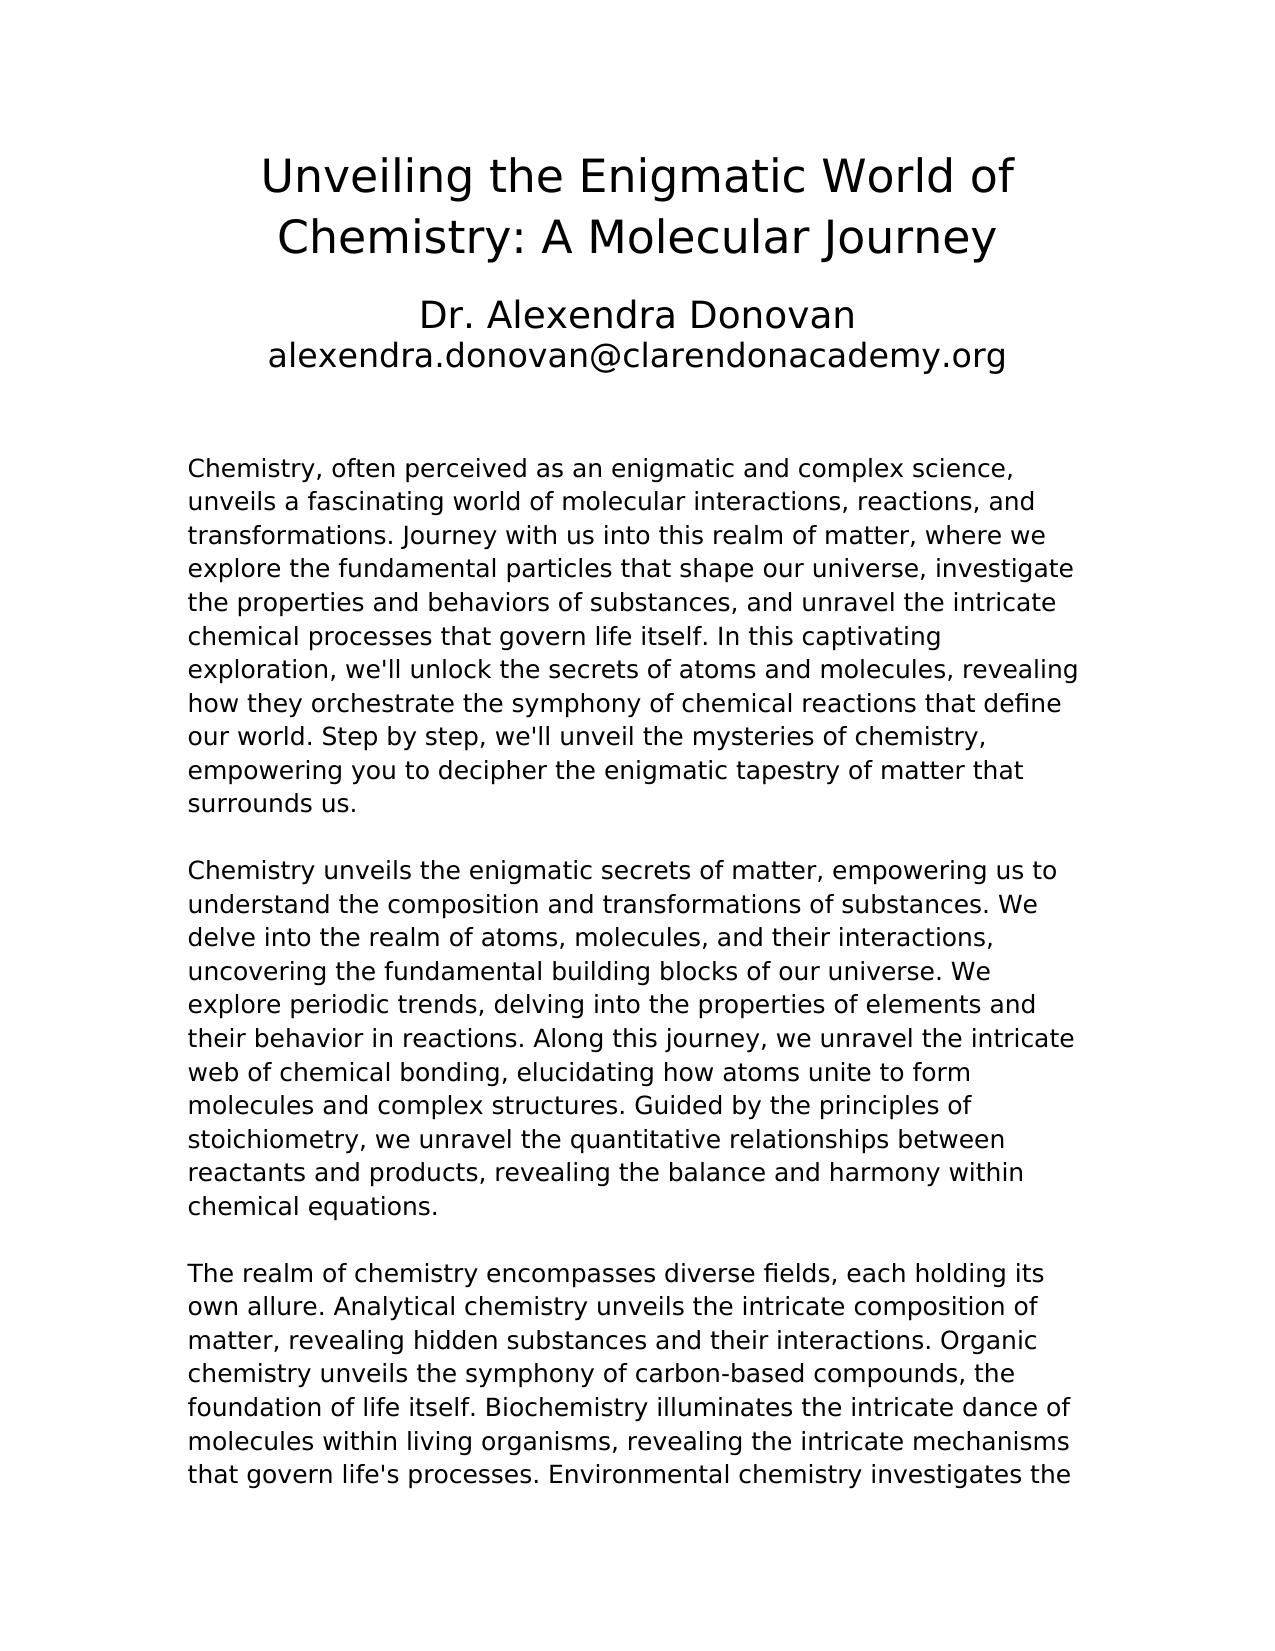 Unveiling the Enigmatic World of
Chemistry: A Molecular Journey
Dr. Alexendra Donovan
alexendra.donovan@clarendonacademy.org
Chemistry, often perceived as an enigmatic and complex science,
unveils a fascinating world of molecular interactions, reactions, and
transformations. Journey with us into this realm of matter, where we
explore the fundamental particles that shape our universe, investigate
the properties and behaviors of substances, and unravel the intricate
chemical processes that govern life itself. In this captivating
exploration, we'll unlock the secrets of atoms and molecules, revealing
how they orchestrate the symphony of chemical reactions that define
our world. Step by step, we'll unveil the mysteries of chemistry,
empowering you to decipher the enigmatic tapestry of matter that
surrounds us.
Chemistry unveils the enigmatic secrets of matter, empowering us to
understand the composition and transformations of substances. We
delve into the realm of atoms, molecules, and their interactions,
uncovering the fundamental building blocks of our universe. We
explore periodic trends, delving into the properties of elements and
their behavior in reactions. Along this journey, we unravel the intricate
web of chemical bonding, elucidating how atoms unite to form
molecules and complex structures. Guided by the principles of
stoichiometry, we unravel the quantitative relationships between
reactants and products, revealing the balance and harmony within
chemical equations.
The realm of chemistry encompasses diverse fields, each holding its
own allure. Analytical chemistry unveils the intricate composition of
matter, revealing hidden substances and their interactions. Organic
chemistry unveils the symphony of carbon-based compounds, the
foundation of life itself. Biochemistry illuminates the intricate dance of
molecules within living organisms, revealing the intricate mechanisms
that govern life's processes. Environmental chemistry investigates the